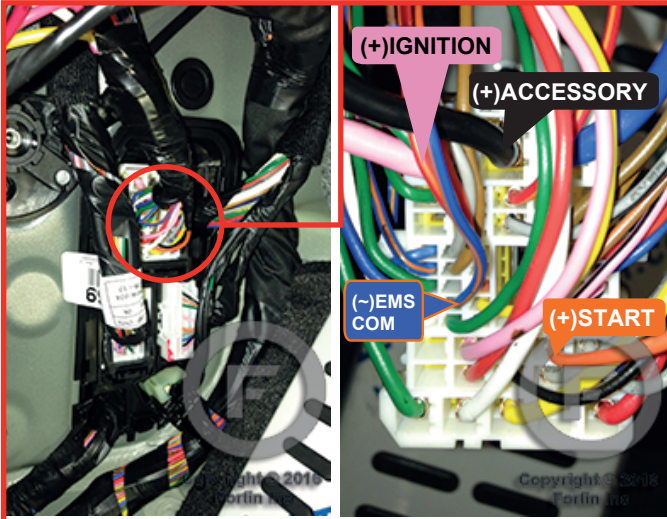 (+)IGNITION
(+)ACCESSORY
(~)EMS
COM
(+)START
F
F
Copyright © 2016
Fortin Inc
Copyright © 2016
Fortin Inc